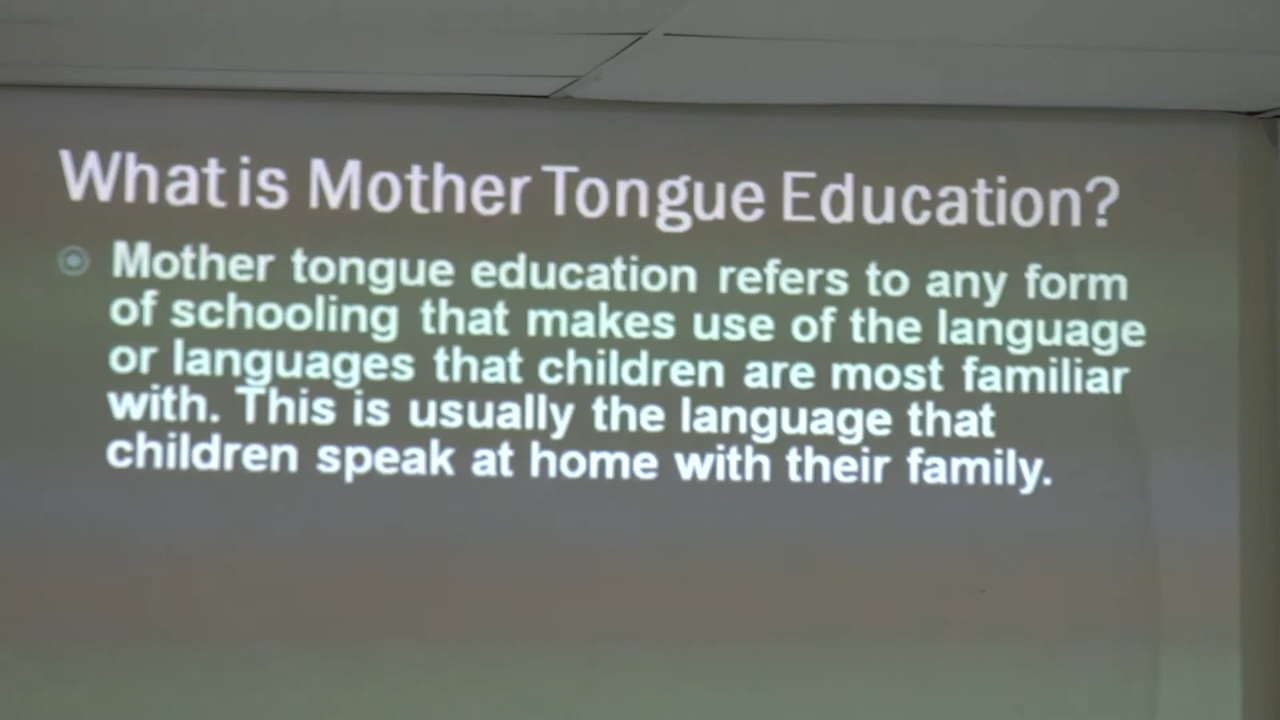 What is Mother Tongue Education?
Mother tongue education refers to any form
of schooling that makes use of the language
or languages that children are most familiar
with. This is usually the language that
children speak at home with their family.